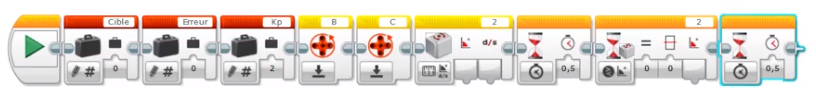 Cible Erreur Kp B C 2 2
d/s
# 0 # 0 # 2 0,5 = 0 0 0,5